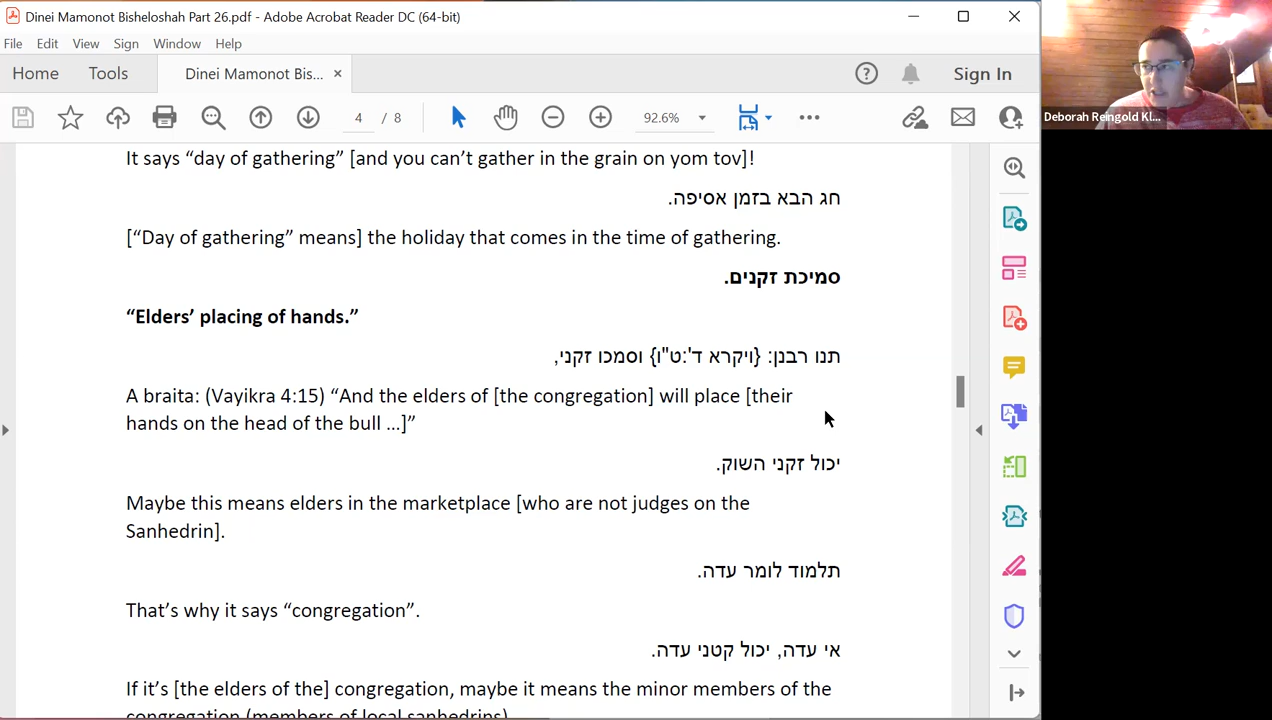 Dinei Mamonot Bisheloshah Part 26.pdf - Adobe Acrobat Reader DC (64-bit)
File Edit View Sign Window Help
Home Tools Dinei Mamonot Bis... × Sign In
4 / 8 92.6%
Deborah Reingold Kl...
It says “day of gathering” [and you can’t gather in the grain on yom tov]!
חג הבא בזמן אסיפה.
[“Day of gathering” means] the holiday that comes in the time of gathering.
סמיכת זקנים.
“Elders’ placing of hands.”
תנו רבנן: {ויקרא ד':ט"ו} וסמכו זקני,
A braita: (Vayikra 4:15) “And the elders of [the congregation] will place [their
hands on the head of the bull …]”
יכול זקני השוק.
Maybe this means elders in the marketplace [who are not judges on the
Sanhedrin].
תלמוד לומר עדה.
That’s why it says “congregation”.
אי עדה, יכול קטני עדה.
If it’s [the elders of the] congregation, maybe it means the minor members of the
congregation (members of local sanhedrins).